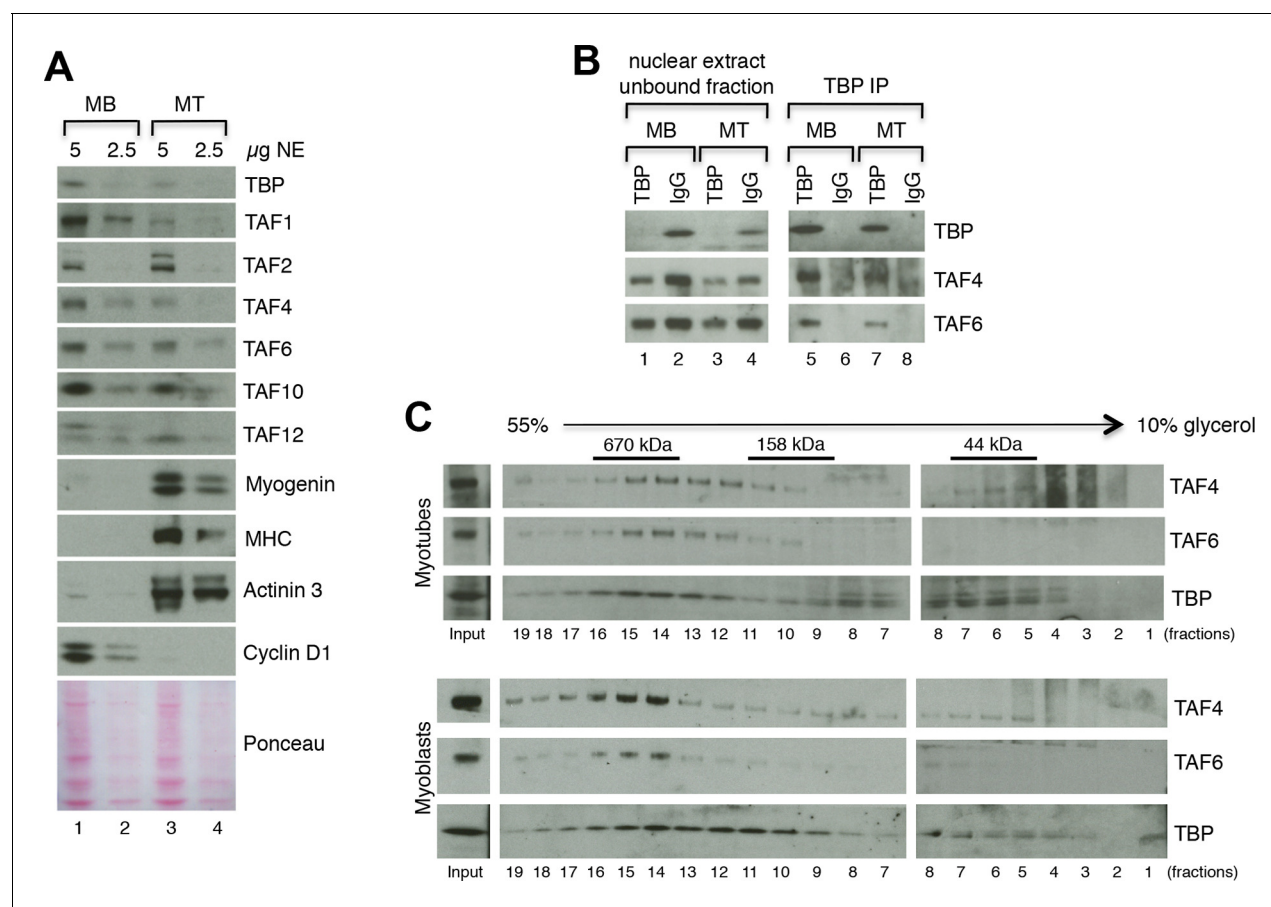 A
MB MT
5 2.5 5 2.5 µg NE
TBP
TAF1
TAF2
TAF4
TAF6
TAF10
TAF12
Myogenin
MHC
Actinin 3
Cyclin D1
Ponceau
1 2 3 4
B
nuclear extract
unbound fraction TBP IP
MB MT MB MT
TBP IgG TBP IgG TBP IgG TBP IgG
TBP
TAF4
TAF6
1 2 3 4 5 6 7 8
C
55% 10% glycerol
670 kDa 158 kDa 44 kDa
Myotubes
TAF4
TAF6
TBP
Input 19 18 17 16 15 14 13 12 11 10 9 8 7 8 7 6 5 4 3 2 1 (fractions)
Myoblasts
TAF4
TAF6
TBP
Input 19 18 17 16 15 14 13 12 11 10 9 8 7 8 7 6 5 4 3 2 1 (fractions)